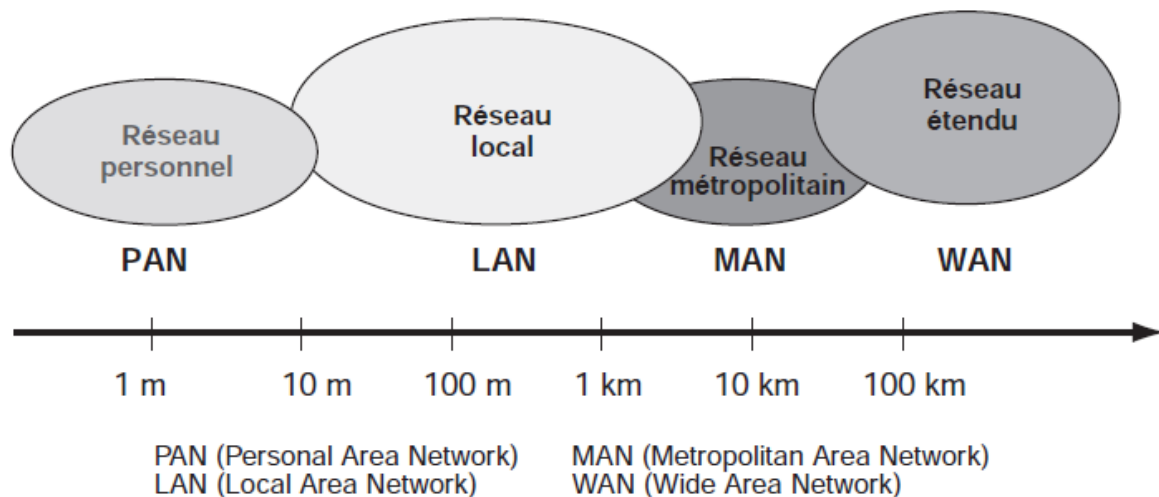 Réseau
personnel
Réseau
local
Réseau
métropolitain
Réseau
étendu
PAN LAN MAN WAN
1 m 10 m 100 m 1 km 10 km 100 km
PAN (Personal Area Network) MAN (Metropolitan Area Network)
LAN (Local Area Network) WAN (Wide Area Network)